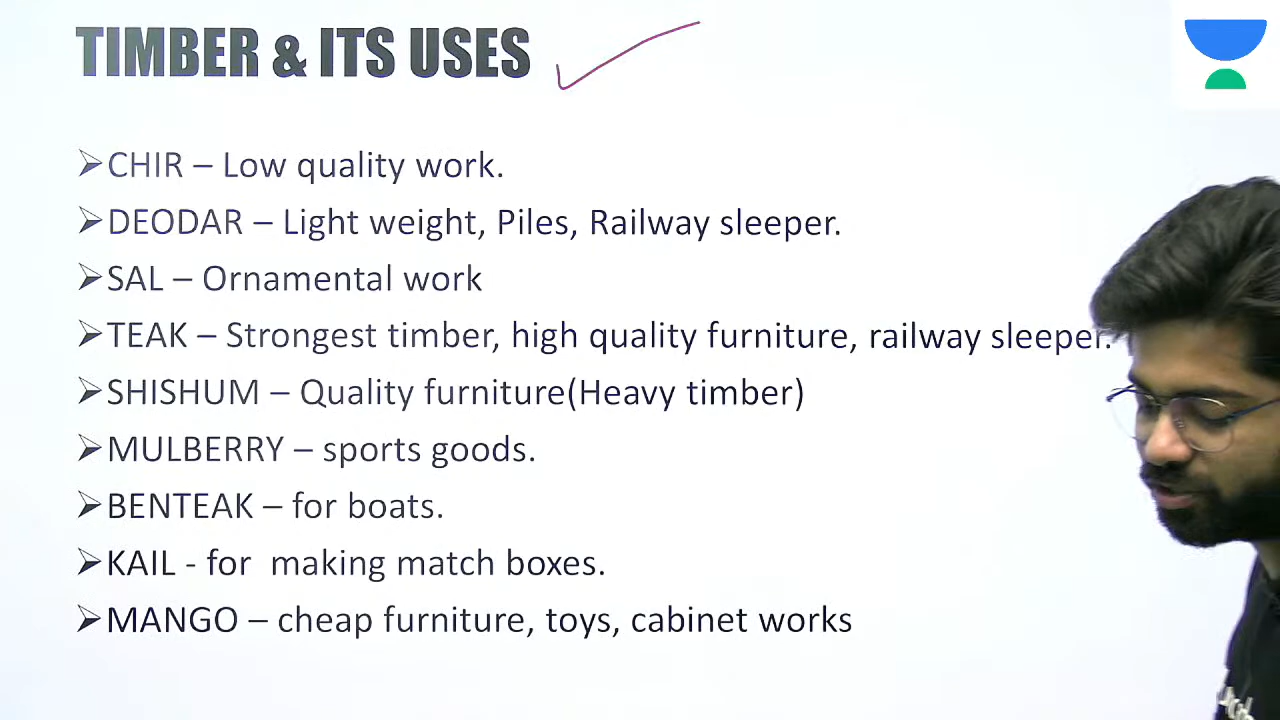 TIMBER & ITS USES
➢CHIR – Low quality work.
➢DEODAR – Light weight, Piles, Railway sleeper.
➢SAL – Ornamental work
➢TEAK – Strongest timber, high quality furniture, railway sleeper.
➢SHISHUM – Quality furniture(Heavy timber)
➢MULBERRY – sports goods.
➢BENTEAK – for boats.
➢KAIL - for making match boxes.
➢MANGO – cheap furniture, toys, cabinet works